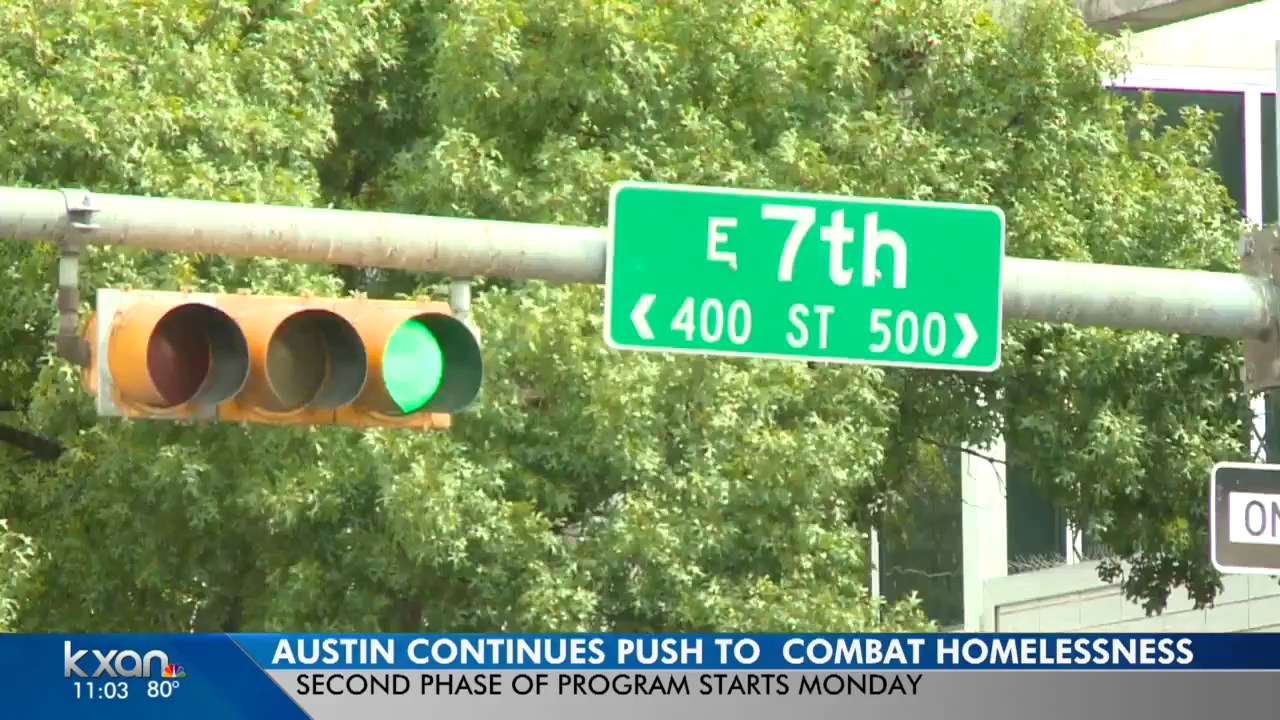 E 7th
400 ST 500
ON
AUSTIN CONTINUES PUSH TO COMBAT HOMELESSNESS
kxan
SECOND PHASE OF PROGRAM STARTS MONDAY
11:03 80°